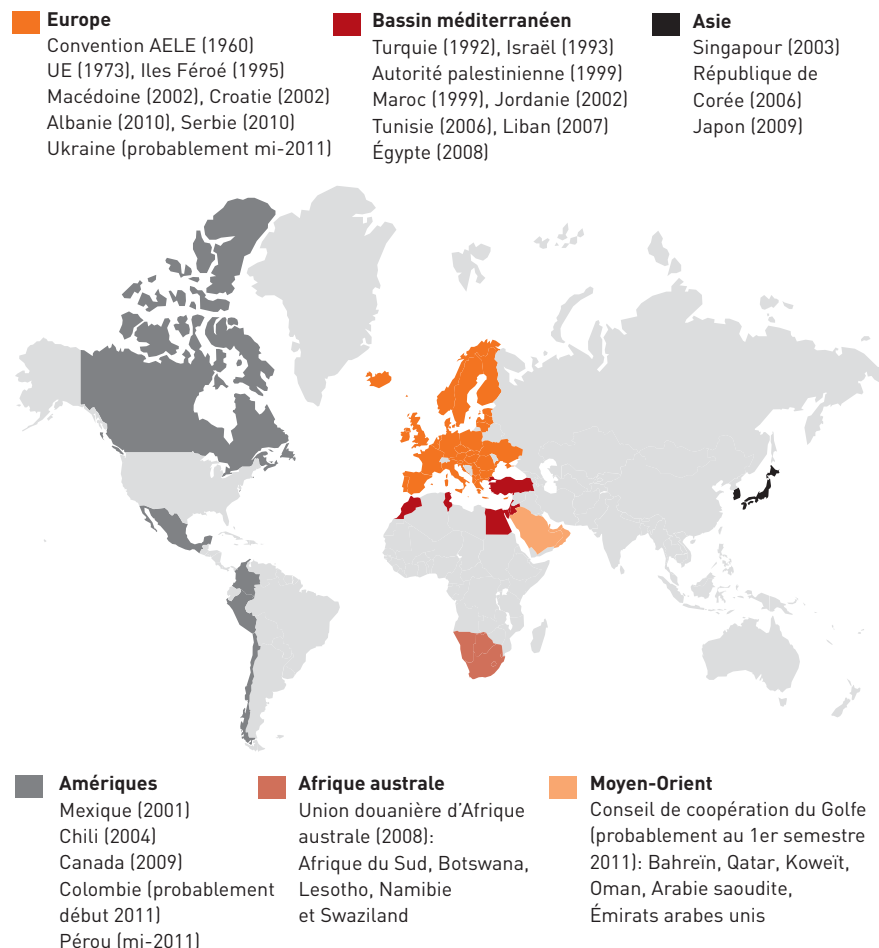 Europe
Convention AELE (1960)
UE (1973), Iles Féroé (1995)
Macédoine (2002), Croatie (2002)
Albanie (2010), Serbie (2010)
Ukraine (probablement mi-2011)
Bassin méditerranéen
Turquie (1992), Israël (1993)
Autorité palestinienne (1999)
Maroc (1999), Jordanie (2002)
Tunisie (2006), Liban (2007)
Égypte (2008)
Asie
Singapour (2003)
République de
Corée (2006)
Japon (2009)
Amériques
Mexique (2001)
Chili (2004)
Canada (2009)
Colombie (probablement
début 2011)
Pérou (mi-2011)
Afrique australe
Union douanière d'Afrique
australe (2008):
Afrique du Sud, Botswana,
Lesotho, Namibie
et Swaziland
Moyen-Orient
Conseil de coopération du Golfe
(probablement au 1er semestre
2011): Bahreïn, Qatar, Koweït,
Oman, Arabie saoudite,
Émirats arabes unis